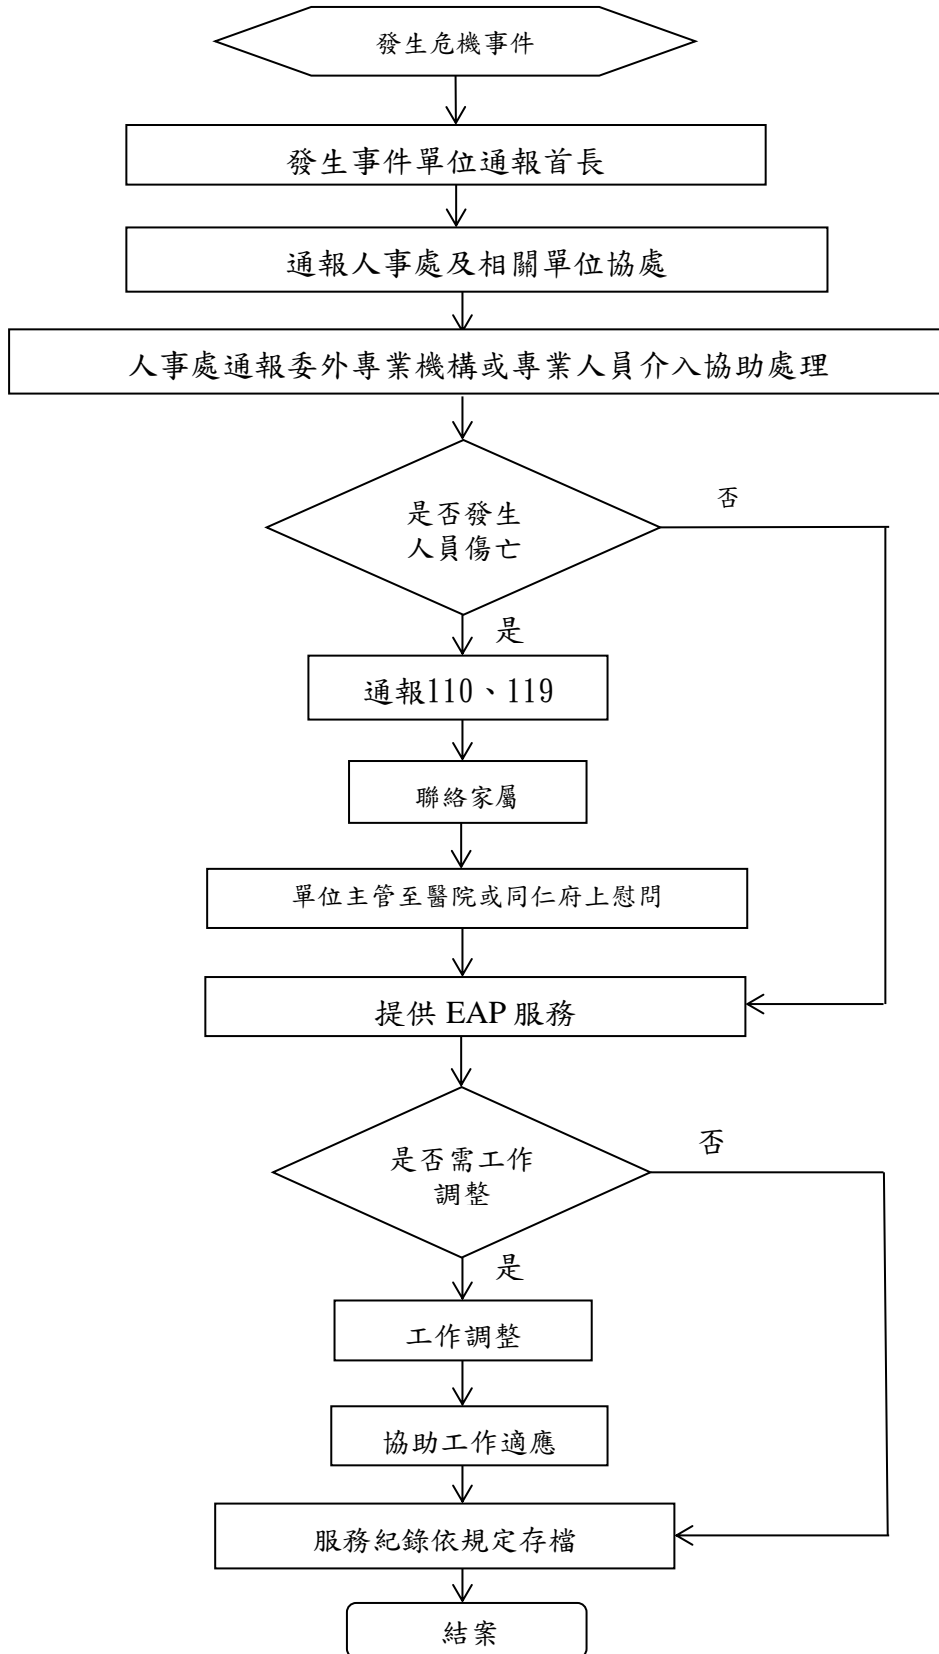 發生危機事件
發生事件單位通報首長
通報人事處及相關單位協處
人事處通報委外專業機構或專業人員介入協助處理
是否發生
人員傷亡
否
是
通報110、119
聯絡家屬
單位主管至醫院或同仁府上慰問
提供 EAP 服務
是否需工作
調整
否
是
工作調整
協助工作適應
服務紀錄依規定存檔
結案